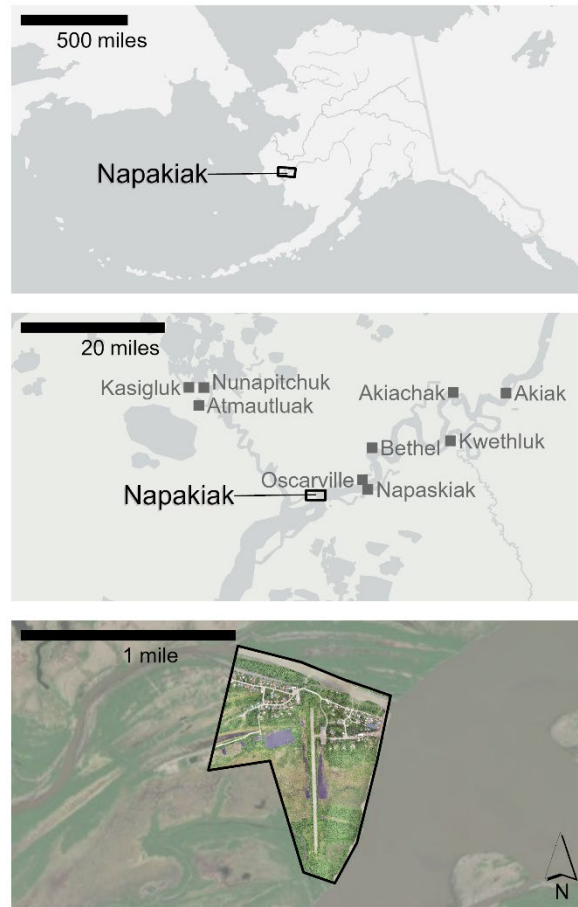 500 miles
Napakiak
20 miles
Kasigluk
Nunapitchuk
Atmautluak
Akiachak
Akiak
Kwethluk
Bethel
Oscarville
Napakiak
Napaskiak
1 mile
N